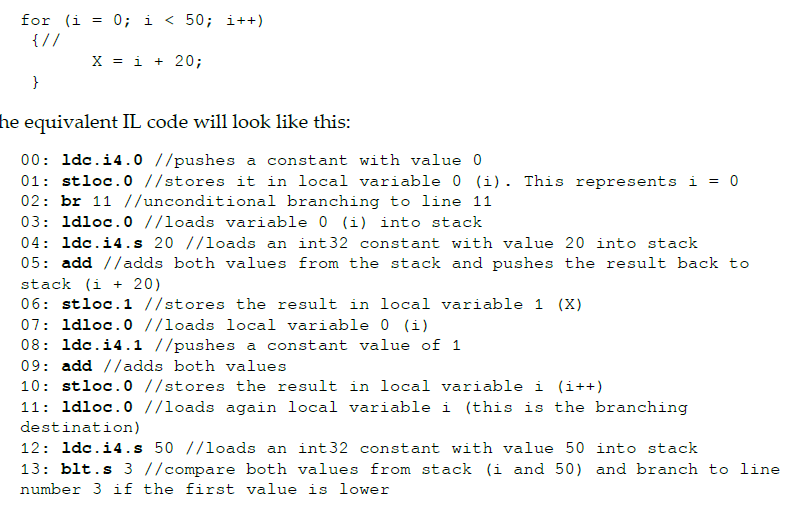 for (i = 0; i < 50; i++)
{//
X = i + 20;
}
he equivalent IL code will look like this:
00: ldc.i4.0 //pushes a constant with value 0
01: stloc.0 //stores it in local variable 0 (i). This represents i = 0
02: br 11 //unconditional branching to line 11
03: ldloc.0 //loads variable 0 (i) into stack
04: ldc.i4.s 20 //loads an int32 constant with value 20 into stack
05: add //adds both values from the stack and pushes the result back to
stack (i + 20)
06: stloc.1 //stores the result in local variable 1 (X)
07: ldloc.0 //loads local variable 0 (i)
08: ldc.i4.1 //pushes a constant value of 1
09: add //adds both values
10: stloc.0 //stores the result in local variable i (i++)
11: ldloc.0 //loads again local variable i (this is the branching
destination)
12: ldc.i4.s 50 //loads an int32 constant with value 50 into stack
13: blt.s 3 //compare both values from stack (i and 50) and branch to line
number 3 if the first value is lower